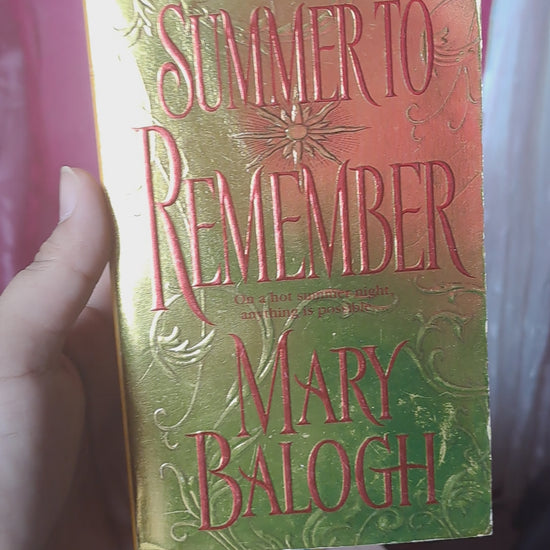 SUMMER TO
REMEMBER
On a hot summer night,
anything is possible...
MARY
BALOGH